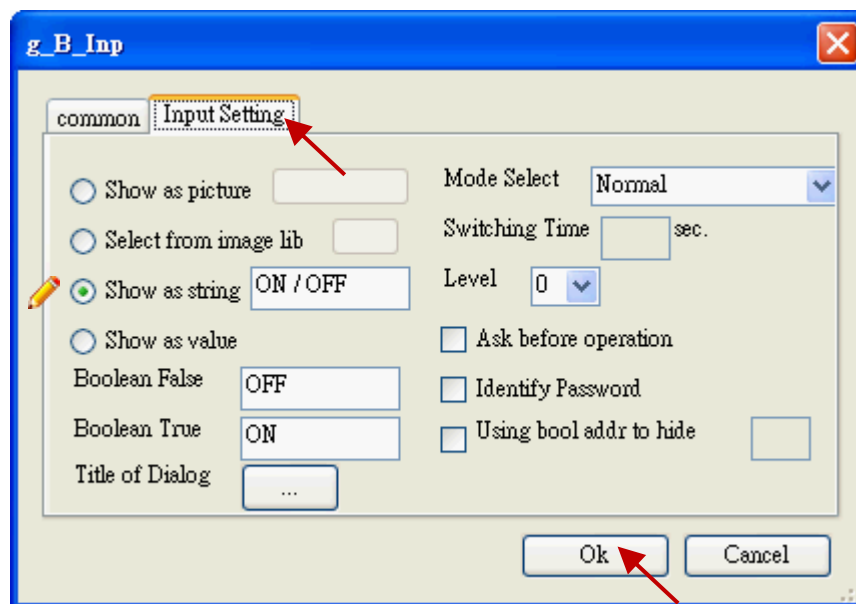 g_B_Inp
common
Input Setting
Show as picture
Select from image lib
Show as string ON / OFF
Show as value
Boolean False OFF
Boolean True ON
Title of Dialog ...
Mode Select Normal
Switching Time sec.
Level 0
Ask before operation
Identify Password
Using bool addr to hide
Ok
Cancel